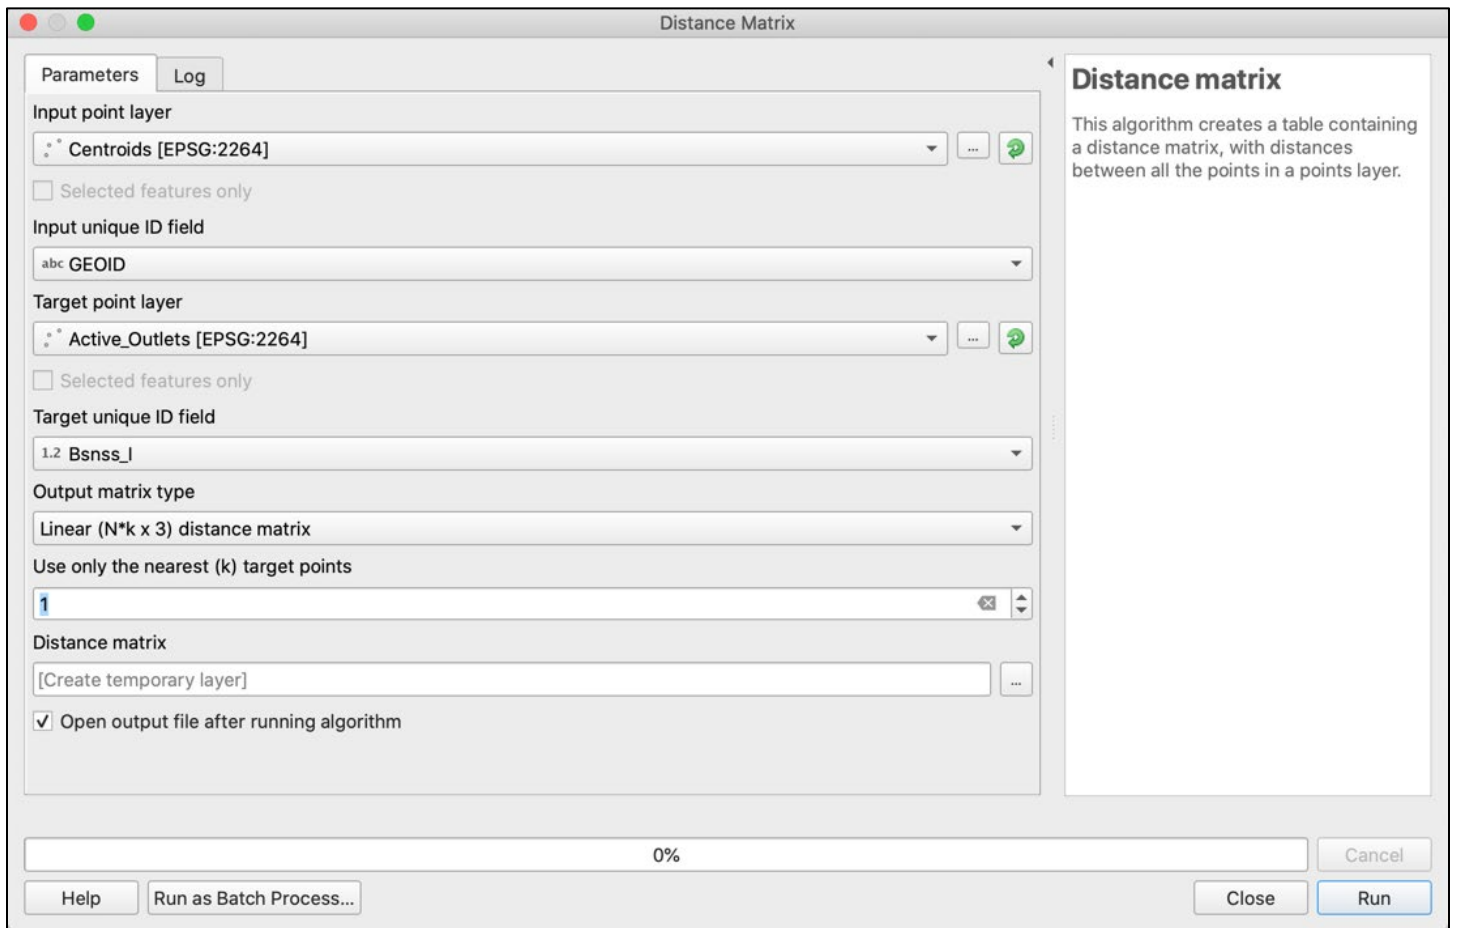 Distance Matrix
Parameters
Log
Input point layer
Centroids [EPSG:2264]
...
Selected features only
Input unique ID field
abc GEOID
Target point layer
Active_Outlets [EPSG:2264]
...
Selected features only
Target unique ID field
1.2 Bsnss_I
Output matrix type
Linear (N*k x 3) distance matrix
Use only the nearest (k) target points
1
Distance matrix
[Create temporary layer]
...
Open output file after running algorithm
Distance matrix
This algorithm creates a table containing
a distance matrix, with distances
between all the points in a points layer.
0%
Cancel
Help
Run as Batch Process...
Close
Run